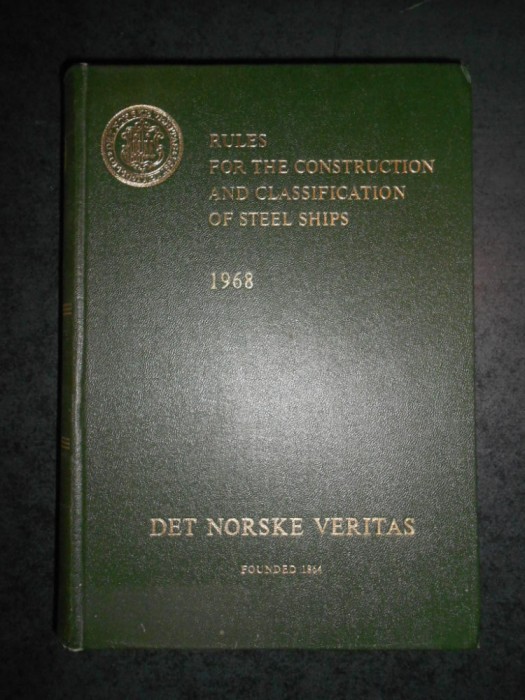 RULES
FOR THE CONSTRUCTION
AND CLASSIFICATION
OF STEEL SHIPS
1968
DET NORSKE VERITAS
FOUNDED 1864